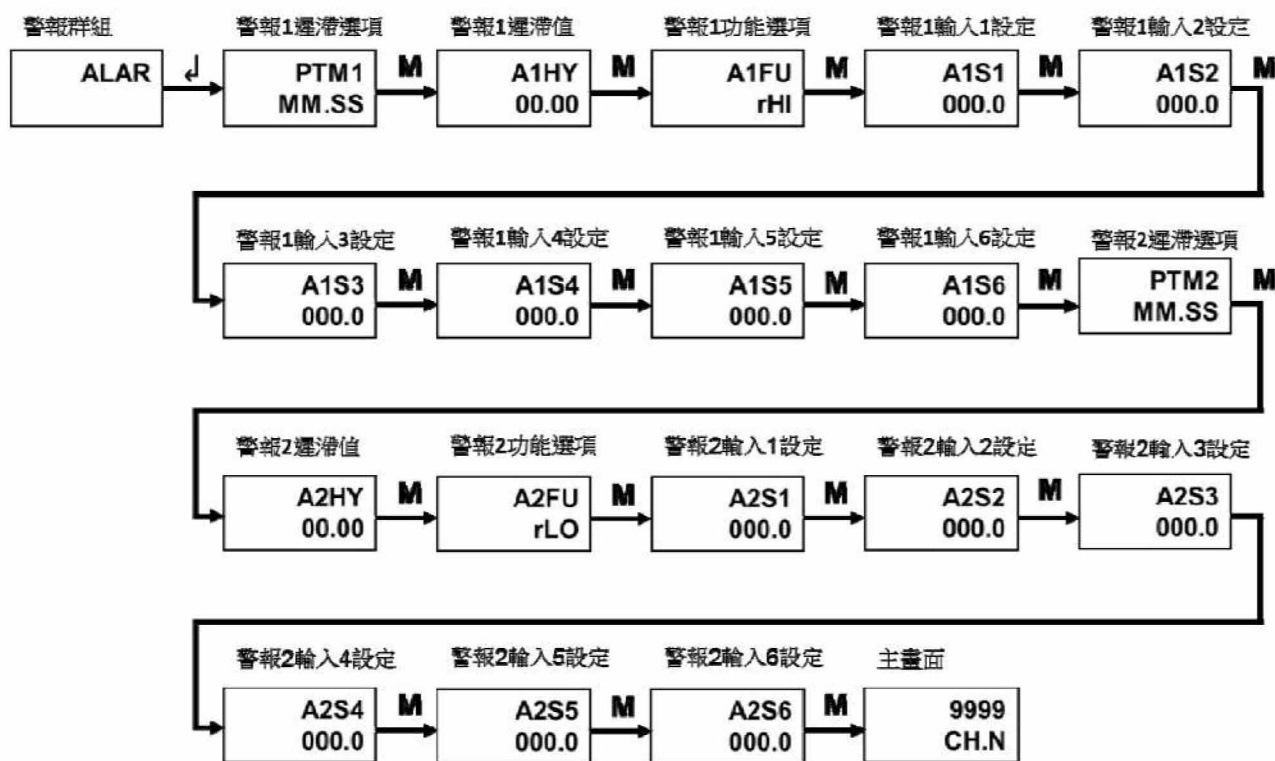 警報群組 警報1遲滯選項 警報1遲滯值 警報1功能選項 警報1輸入1設定 警報1輸入2設定
ALAR ↲ PTM1 M A1HY M A1FU M A1S1 M A1S2 M
MM.SS 00.00 rHI 000.0 000.0
警報1輸入3設定 警報1輸入4設定 警報1輸入5設定 警報1輸入6設定 警報2遲滯選項
A1S3 M A1S4 M A1S5 M A1S6 M PTM2 M
000.0 000.0 000.0 000.0 MM.SS
警報2遲滯值 警報2功能選項 警報2輸入1設定 警報2輸入2設定 警報2輸入3設定
A2HY M A2FU M A2S1 M A2S2 M A2S3
00.00 rLO 000.0 000.0 000.0
警報2輸入4設定 警報2輸入5設定 警報2輸入6設定 主畫面
A2S4 M A2S5 M A2S6 M 9999
000.0 000.0 000.0 CH.N